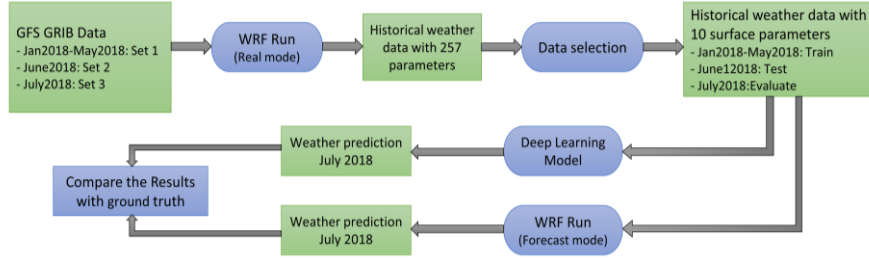 GFS GRIB Data
- Jan2018-May2018: Set 1
- June2018: Set 2
- July2018: Set 3
WRF Run
(Real mode)
Historical weather
data with 257
parameters
Data selection
Historical weather data with
10 surface parameters
- Jan2018-May2018: Train
- June12018: Test
- July2018:Evaluate
Weather prediction
July 2018
Deep Learning
Model
Compare the Results
with ground truth
Weather prediction
July 2018
WRF Run
(Forecast mode)